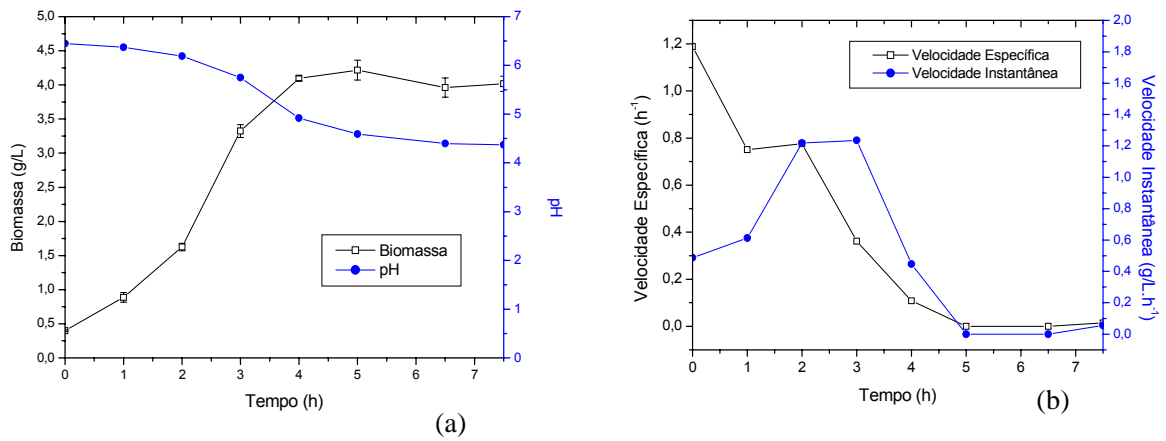 5,0
4,5
4,0
3,5
3,0
2,5
2,0
1,5
1,0
0,5
0,0
Biomassa (g/L)
7
6
5
4
3
2
1
0
pH
Biomassa
pH
0 1 2 3 4 5 6 7
Tempo (h)
(a)
1,2
1,0
0,8
0,6
0,4
0,2
0,0
Velocidade Específica (h⁻¹)
2,0
1,8
1,6
1,4
1,2
1,0
0,8
0,6
0,4
0,2
0,0
Velocidade Instantânea (g/L.h⁻¹)
Velocidade Específica
Velocidade Instantânea
0 1 2 3 4 5 6 7
Tempo (h)
(b)